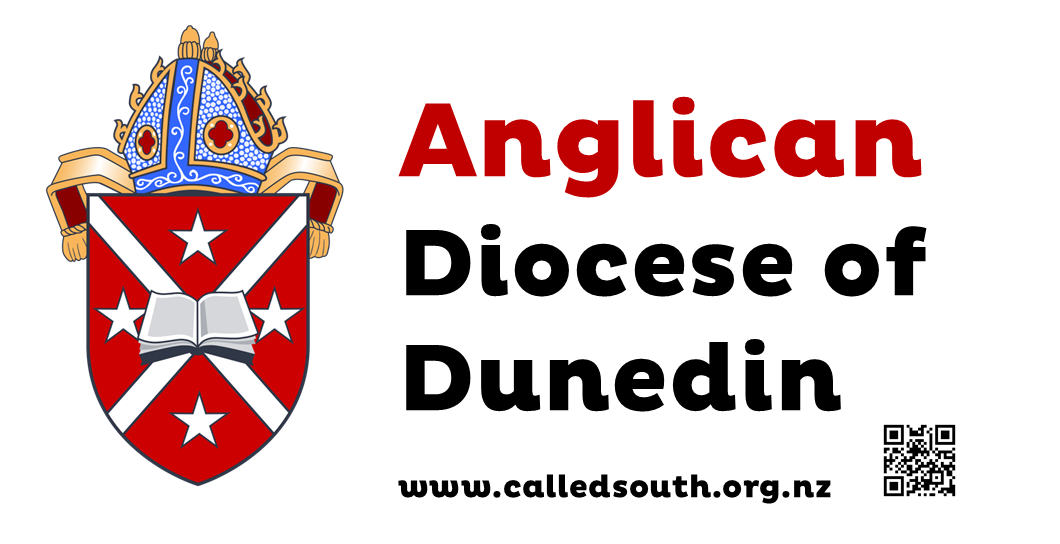 Anglican
Diocese of
Dunedin
www.calledsouth.org.nz